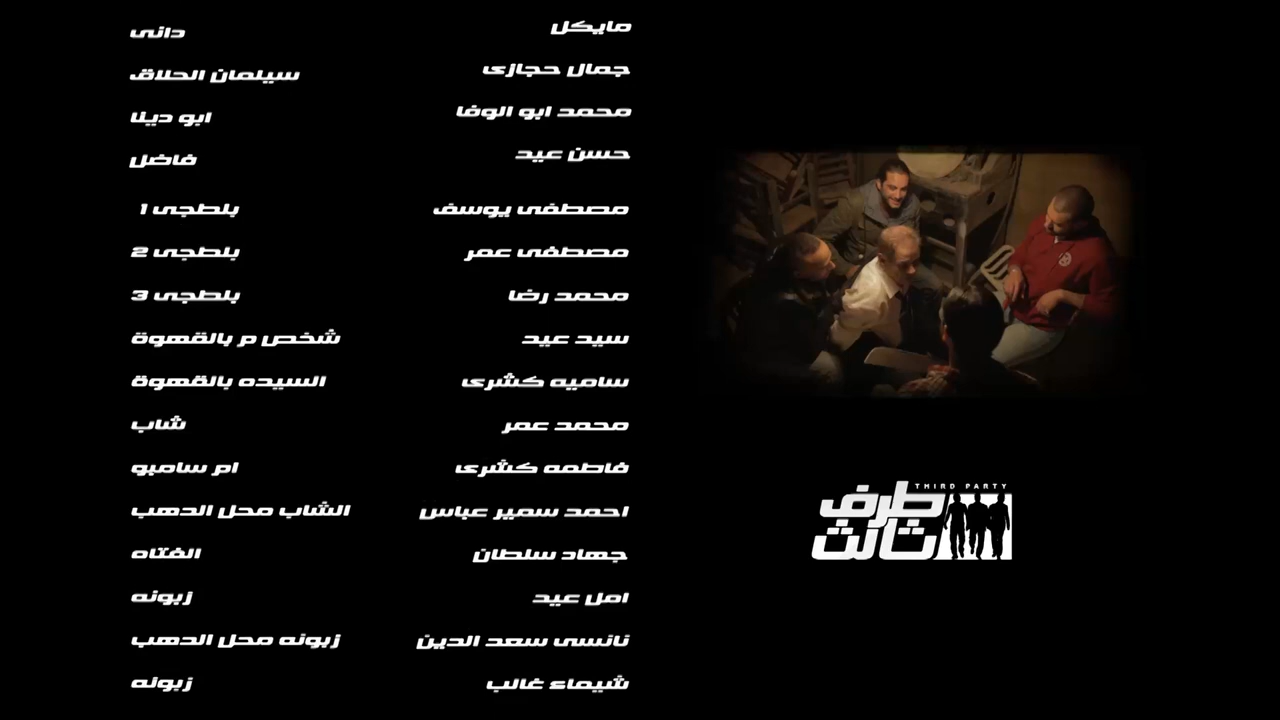 مايكل دانى
جمال حجازى سيلمان الحلاق
محمد ابو الوفا ابو دينا
حسن عيد فاضل
مصطفى يوسف بلطجى 1
مصطفى عمر بلطجى 2
محمد رضا بلطجى 3
سيد عيد شخص م بالقهوة
ساميه كشرى السيده بالقهوة
محمد عمر شاب
فاطمه كشرى ام سامبو
احمد سمير عباس الشاب محل الدهب
جهاد سلطان الفتاه
امل عيد زبونه
نانسى سعد الدين زبونه محل الدهب
شيماء غالب زبونه
THIRD PARTY
طرف
ثالث